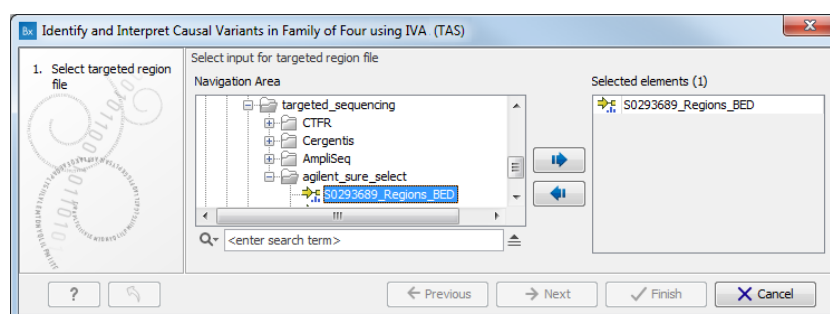 Bx Identify and Interpret Causal Variants in Family of Four using IVA (TAS)
1. Select targeted region
file
Select input for targeted region file
Navigation Area
targeted_sequencing
CTFR
Cergentis
AmpliSeq
agilent_sure_select
S0293689_Regions_BED
<enter search term>
Selected elements (1)
S0293689_Regions_BED
?
Previous
Next
Finish
Cancel